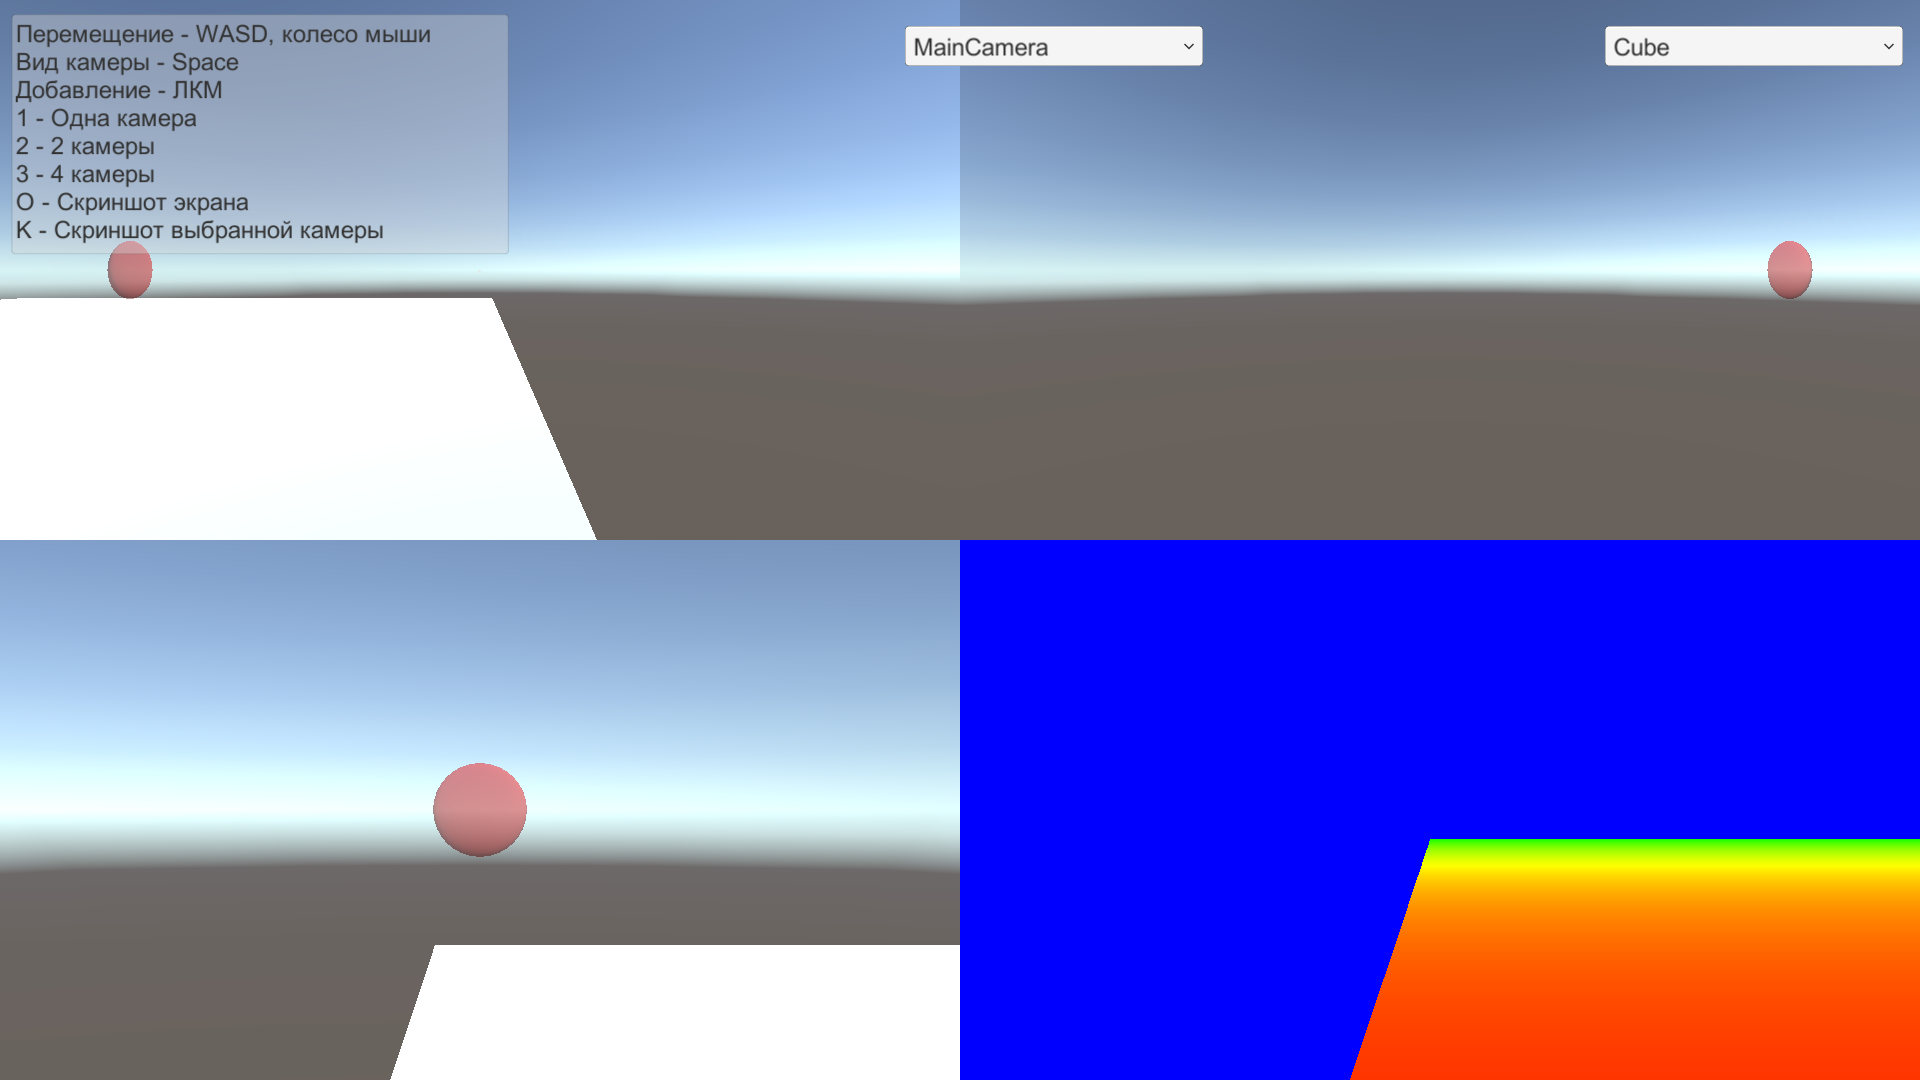 Перемещение - WASD, колесо мыши
Вид камеры - Space
Добавление - ЛКМ
1 - Одна камера
2 - 2 камеры
3 - 4 камеры
O - Скриншот экрана
K - Скриншот выбранной камеры
MainCamera
Cube